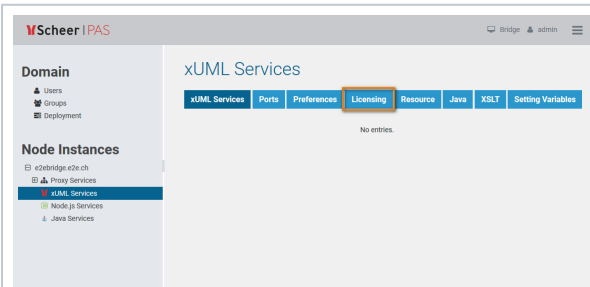 Scheer | PAS
Bridge admin
Domain
Users
Groups
Deployment
Node Instances
e2ebridge.e2e.ch
Proxy Services
xUML Services
Node.js Services
Java Services
xUML Services
xUML Services Ports Preferences Licensing Resource Java XSLT Setting Variables
No entries.